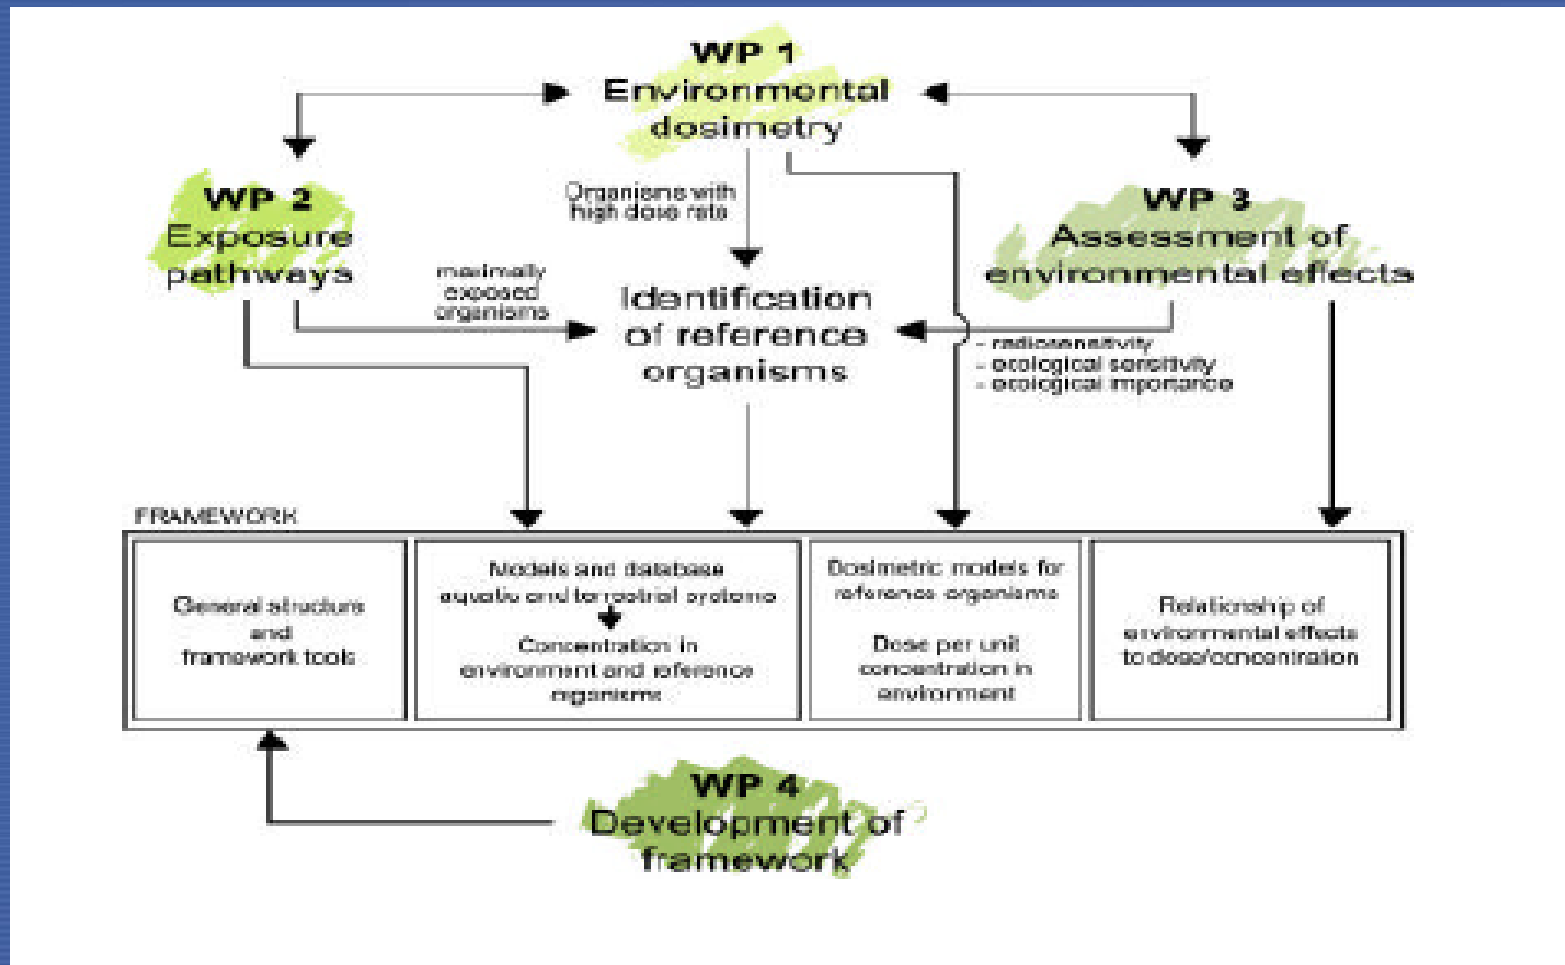 WP 1
Environmental
dosimetry
WP 2
Exposure
pathways
Organisms with
high dose rate
WP 3
Assessment of
environmental effects
maximally
exposed
organisms
Identification
of reference
organisms
- radiosensitivity
- ecological sensitivity
- ecological importance
FRAMEWORK
General structure
and
framework tools
Models and database
aquatic and terrestrial systems
Concentration in
environment and reference
organisms
Dosimetric models for
reference organisms
Dose per unit
concentration in
environment
Relationship of
environmental effects
to dose/concentration
WP 4
Development of
framework